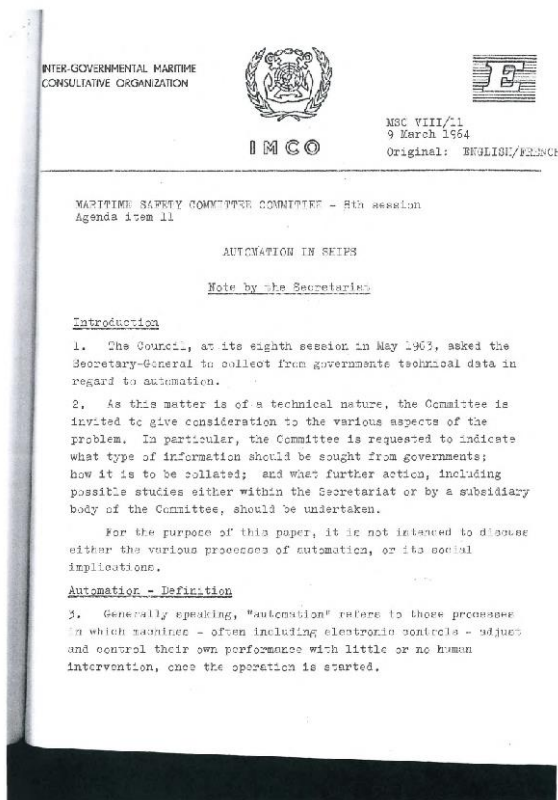 INTER-GOVERNMENTAL MARITIME
CONSULTATIVE ORGANIZATION
E
IMCO
MSC VIII/11
9 March 1964
Original: ENGLISH/FRENCH
MARITIME SAFETY COMMITTEE COMMITTEE - 8th session
Agenda item 11
AUTOMATION IN SHIPS
Note by the Secretariat
Introduction
1. The Council, at its eighth session in May 1963, asked the
Secretary-General to collect from governments technical data in
regard to automation.
2. As this matter is of a technical nature, the Committee is
invited to give consideration to the various aspects of the
problem. In particular, the Committee is requested to indicate
what type of information should be sought from governments;
how it is to be collated; and what further action, including
possible studies either within the Secretariat or by a subsidiary
body of the Committee, should be undertaken.
For the purpose of this paper, it is not intended to discuss
either the various processes of automation, or its social
implications.
Automation - Definition
3. Generally speaking, "automation" refers to those processes
in which machines - often including electronic controls - adjust
and control their own performance with little or no human
intervention, once the operation is started.